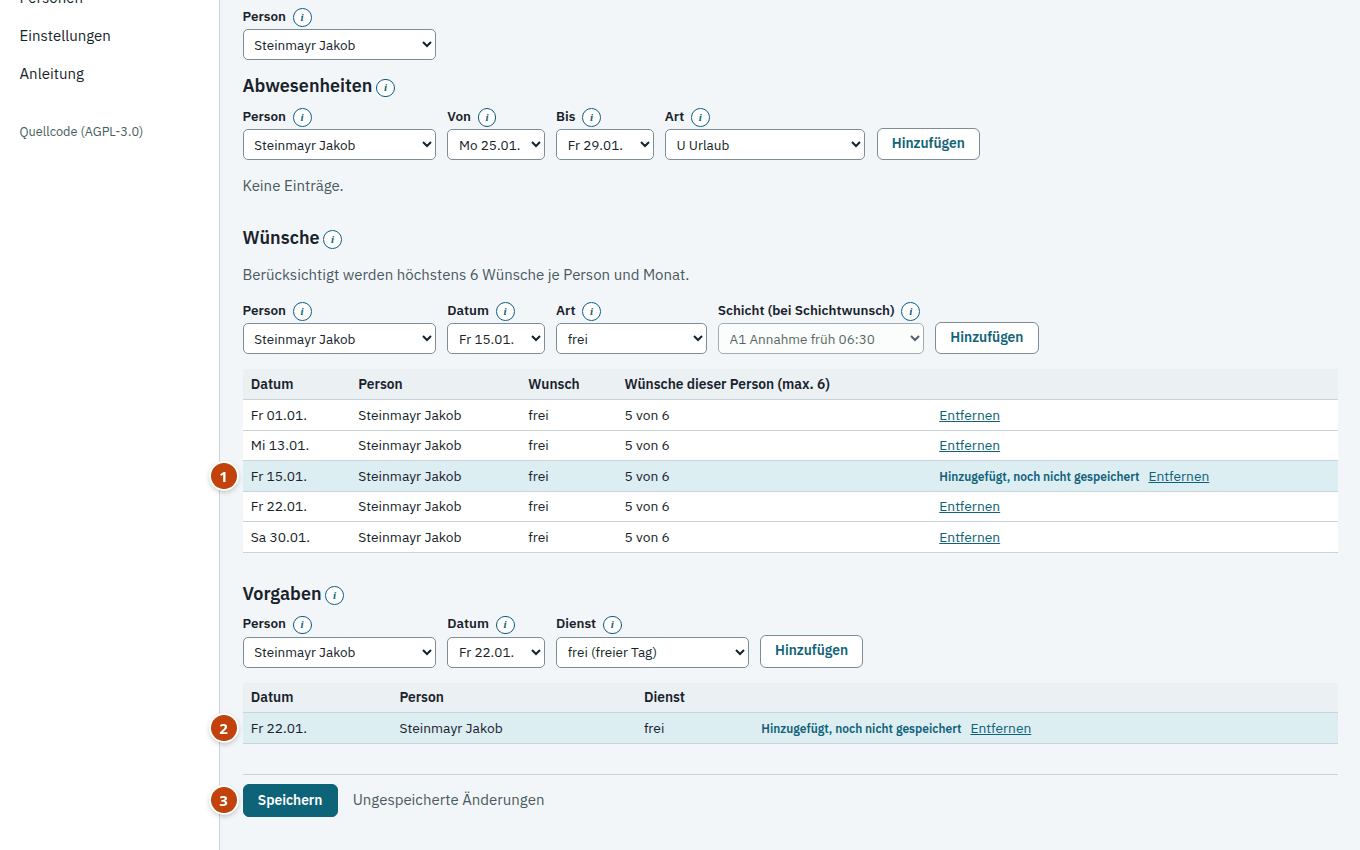 Personen
Einstellungen
Anleitung
Quellcode (AGPL-3.0)
Person i
Steinmayr Jakob
Abwesenheiten i
Person i Von i Bis i Art i
Steinmayr Jakob Mo 25.01. Fr 29.01. U Urlaub Hinzufügen
Keine Einträge.
Wünsche i
Berücksichtigt werden höchstens 6 Wünsche je Person und Monat.
Person i Datum i Art i Schicht (bei Schichtwunsch) i
Steinmayr Jakob Fr 15.01. frei A1 Annahme früh 06:30 Hinzufügen
Datum Person Wunsch Wünsche dieser Person (max. 6)
Fr 01.01. Steinmayr Jakob frei 5 von 6 Entfernen
Mi 13.01. Steinmayr Jakob frei 5 von 6 Entfernen
1 Fr 15.01. Steinmayr Jakob frei 5 von 6 Hinzugefügt, noch nicht gespeichert Entfernen
Fr 22.01. Steinmayr Jakob frei 5 von 6 Entfernen
Sa 30.01. Steinmayr Jakob frei 5 von 6 Entfernen
Vorgaben i
Person i Datum i Dienst i
Steinmayr Jakob Fr 22.01. frei (freier Tag) Hinzufügen
Datum Person Dienst
2 Fr 22.01. Steinmayr Jakob frei Hinzugefügt, noch nicht gespeichert Entfernen
3 Speichern Ungespeicherte Änderungen